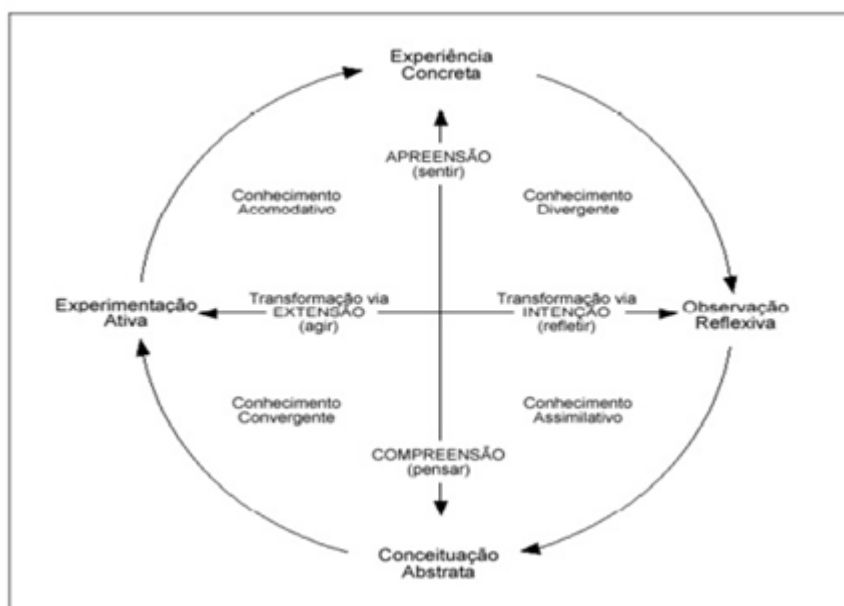 Experiência
Concreta
APREENSÃO
(sentir)
Conhecimento
Acomodativo
Conhecimento
Divergente
Experimentação
Ativa
Transformação via
EXTENSÃO
(agir)
Transformação via
INTENÇÃO
(refletir)
Observação
Reflexiva
Conhecimento
Convergente
Conhecimento
Assimilativo
COMPREENSÃO
(pensar)
Conceituação
Abstrata